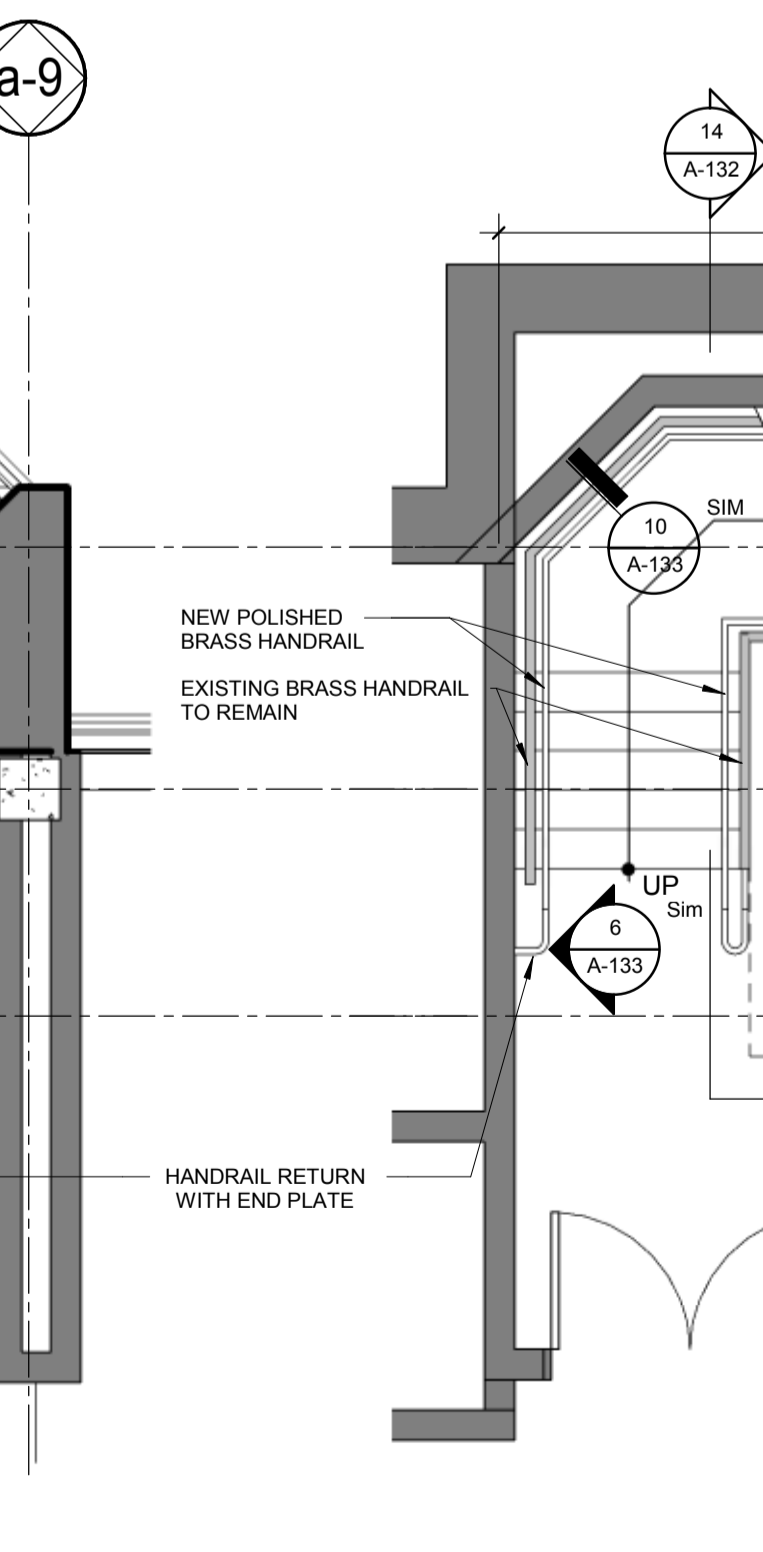 a-9
14
A-132
10
A-133
SIM
NEW POLISHED
BRASS HANDRAIL
EXISTING BRASS HANDRAIL
TO REMAIN
UP
Sim
6
A-133
HANDRAIL RETURN
WITH END PLATE